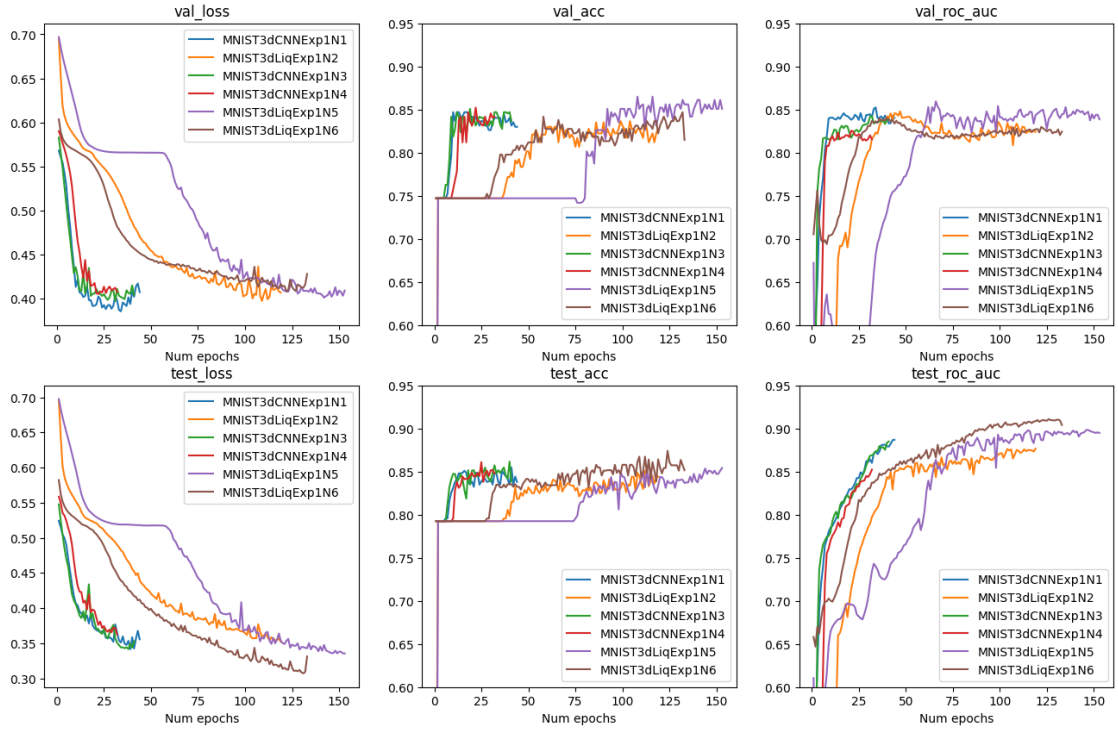 val_loss
0.70
0.65
0.60
0.55
0.50
0.45
0.40
0 25 50 75 100 125 150
Num epochs
MNIST3dCNNExp1N1
MNIST3dLiqExp1N2
MNIST3dCNNExp1N3
MNIST3dCNNExp1N4
MNIST3dLiqExp1N5
MNIST3dLiqExp1N6
val_acc
0.95
0.90
0.85
0.80
0.75
0.70
0.65
0.60
0 25 50 75 100 125 150
Num epochs
MNIST3dCNNExp1N1
MNIST3dLiqExp1N2
MNIST3dCNNExp1N3
MNIST3dCNNExp1N4
MNIST3dLiqExp1N5
MNIST3dLiqExp1N6
val_roc_auc
0.95
0.90
0.85
0.80
0.75
0.70
0.65
0.60
0 25 50 75 100 125 150
Num epochs
MNIST3dCNNExp1N1
MNIST3dLiqExp1N2
MNIST3dCNNExp1N3
MNIST3dCNNExp1N4
MNIST3dLiqExp1N5
MNIST3dLiqExp1N6
test_loss
0.70
0.65
0.60
0.55
0.50
0.45
0.40
0.35
0.30
0 25 50 75 100 125 150
Num epochs
MNIST3dCNNExp1N1
MNIST3dLiqExp1N2
MNIST3dCNNExp1N3
MNIST3dCNNExp1N4
MNIST3dLiqExp1N5
MNIST3dLiqExp1N6
test_acc
0.95
0.90
0.85
0.80
0.75
0.70
0.65
0.60
0 25 50 75 100 125 150
Num epochs
MNIST3dCNNExp1N1
MNIST3dLiqExp1N2
MNIST3dCNNExp1N3
MNIST3dCNNExp1N4
MNIST3dLiqExp1N5
MNIST3dLiqExp1N6
test_roc_auc
0.95
0.90
0.85
0.80
0.75
0.70
0.65
0.60
0 25 50 75 100 125 150
Num epochs
MNIST3dCNNExp1N1
MNIST3dLiqExp1N2
MNIST3dCNNExp1N3
MNIST3dCNNExp1N4
MNIST3dLiqExp1N5
MNIST3dLiqExp1N6